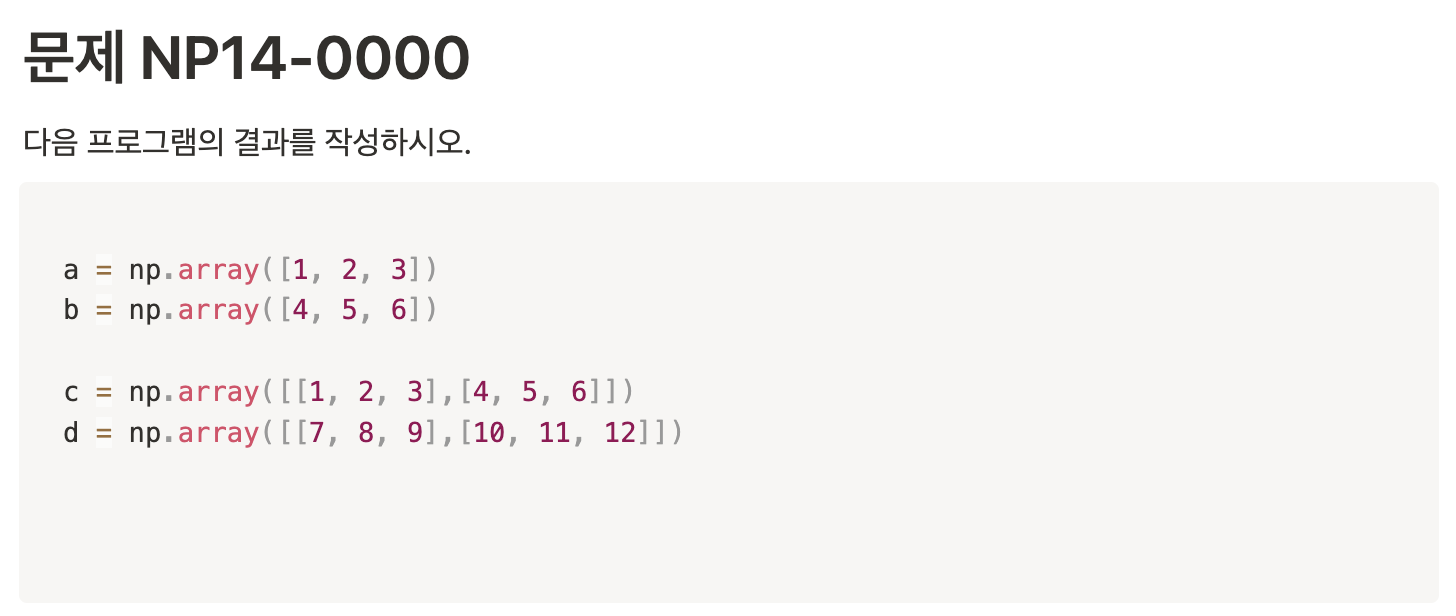 문제 NP14-0000
다음 프로그램의 결과를 작성하시오.
a = np.array([1, 2, 3])
b = np.array([4, 5, 6])
c = np.array([[1, 2, 3],[4, 5, 6]])
d = np.array([[7, 8, 9],[10, 11, 12]])